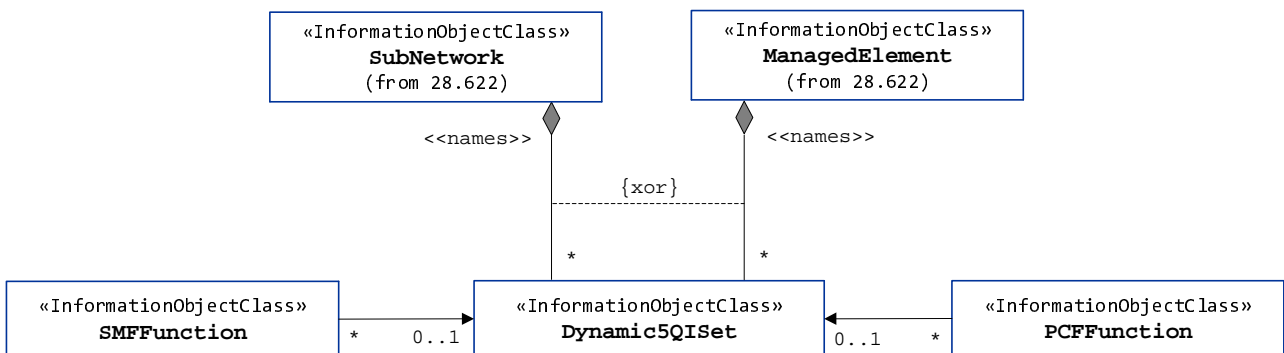 «InformationObjectClass»
SubNetwork
(from 28.622)
«InformationObjectClass»
ManagedElement
(from 28.622)
<<names>>
<<names>>
{xor}
*
*
«InformationObjectClass»
SMFFunction
*
0..1
«InformationObjectClass»
Dynamic5QISet
0..1
*
«InformationObjectClass»
PCFFunction